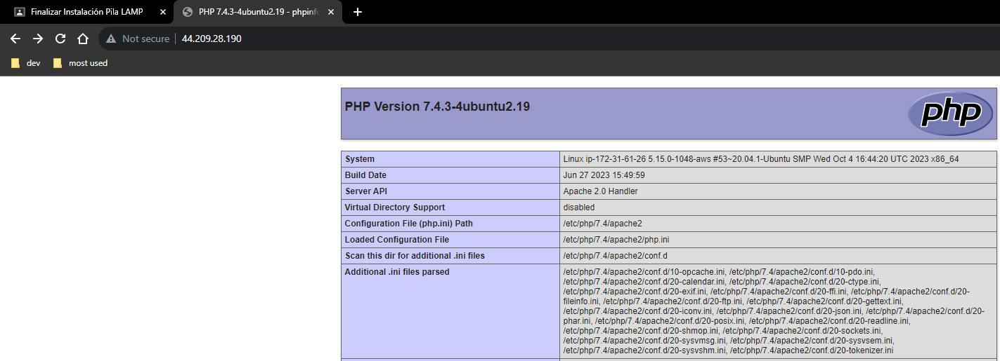 Finalizar Instalación Pila LAMP
PHP 7.4.3-4ubuntu2.19 - phpinfo
Not secure 44.209.28.190
dev most used
PHP Version 7.4.3-4ubuntu2.19
php
System Linux ip-172-31-61-26 5.15.0-1048-aws #53~20.04.1-Ubuntu SMP Wed Oct 4 16:44:20 UTC 2023 x86_64
Build Date Jun 27 2023 15:49:59
Server API Apache 2.0 Handler
Virtual Directory Support disabled
Configuration File (php.ini) Path /etc/php/7.4/apache2
Loaded Configuration File /etc/php/7.4/apache2/php.ini
Scan this dir for additional .ini files /etc/php/7.4/apache2/conf.d
Additional .ini files parsed /etc/php/7.4/apache2/conf.d/10-opcache.ini, /etc/php/7.4/apache2/conf.d/10-pdo.ini,
/etc/php/7.4/apache2/conf.d/20-calendar.ini, /etc/php/7.4/apache2/conf.d/20-ctype.ini,
/etc/php/7.4/apache2/conf.d/20-exif.ini, /etc/php/7.4/apache2/conf.d/20-ffi.ini, /etc/php/7.4/apache2/conf.d/20-
fileinfo.ini, /etc/php/7.4/apache2/conf.d/20-ftp.ini, /etc/php/7.4/apache2/conf.d/20-gettext.ini,
/etc/php/7.4/apache2/conf.d/20-iconv.ini, /etc/php/7.4/apache2/conf.d/20-json.ini, /etc/php/7.4/apache2/conf.d/20-
phar.ini, /etc/php/7.4/apache2/conf.d/20-posix.ini, /etc/php/7.4/apache2/conf.d/20-readline.ini,
/etc/php/7.4/apache2/conf.d/20-shmop.ini, /etc/php/7.4/apache2/conf.d/20-sockets.ini,
/etc/php/7.4/apache2/conf.d/20-sysvmsg.ini, /etc/php/7.4/apache2/conf.d/20-sysvsem.ini,
/etc/php/7.4/apache2/conf.d/20-sysvshm.ini, /etc/php/7.4/apache2/conf.d/20-tokenizer.ini